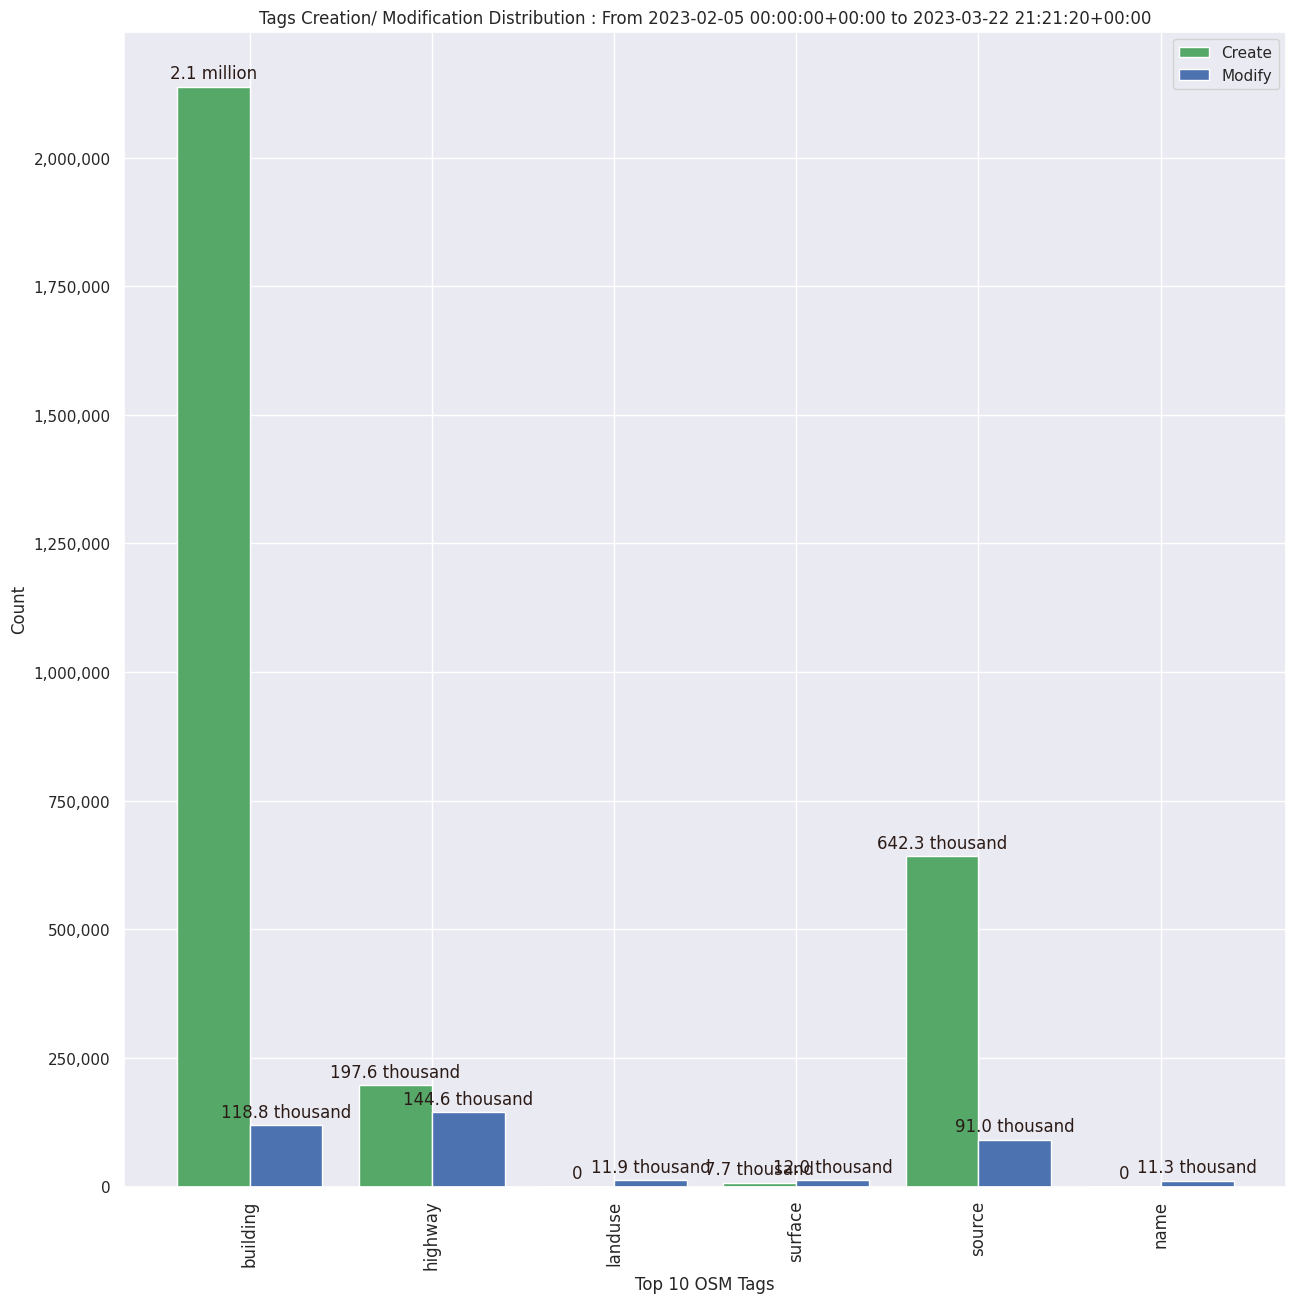 Tags Creation/ Modification Distribution : From 2023-02-05 00:00:00+00:00 to 2023-03-22 21:21:20+00:00
Create
Modify
2.1 million
2,000,000
1,750,000
1,500,000
1,250,000
1,000,000
750,000
500,000
250,000
0
Count
118.8 thousand
197.6 thousand
144.6 thousand
0
11.9 thousand
7.7 thousand
12.0 thousand
642.3 thousand
91.0 thousand
0
11.3 thousand
building
highway
landuse
surface
source
name
Top 10 OSM Tags